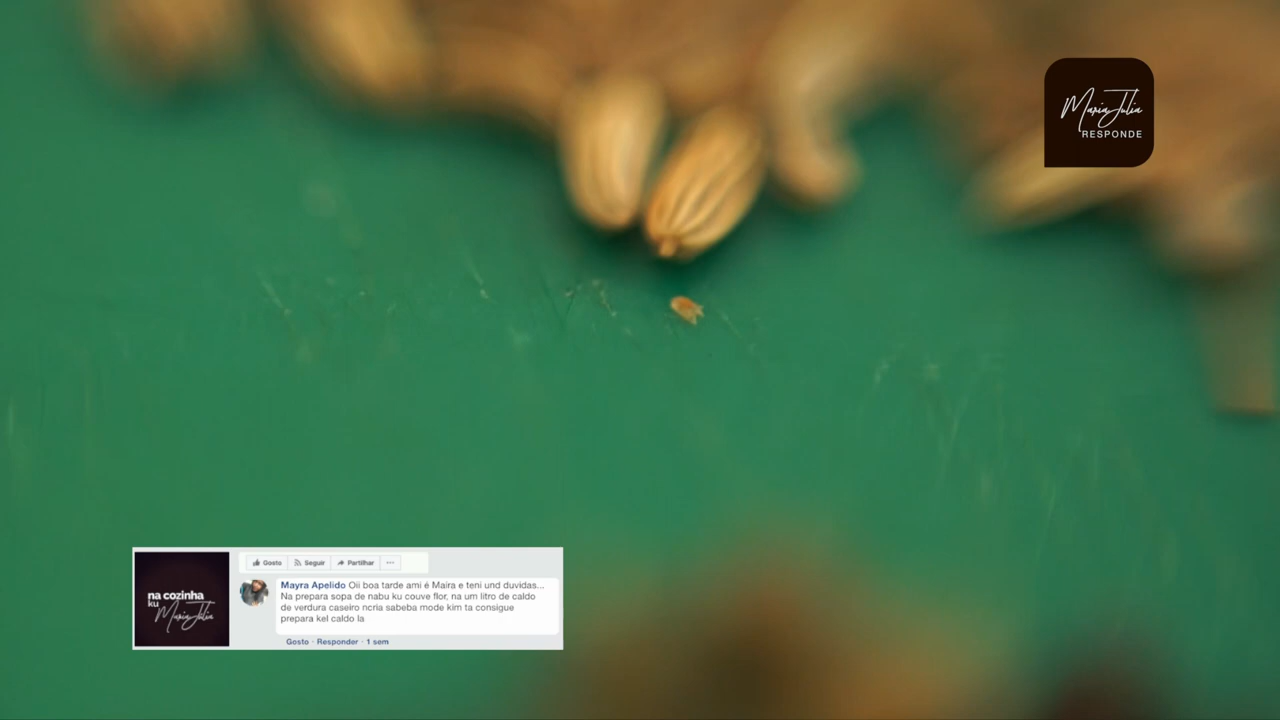 Maria Julia
RESPONDE
na cozinha
ku
Maria Julia
Gosto Seguir Partilhar ...
Mayra Apelido Oii boa tarde ami é Maira e teni und duvidas...
Na prepara sopa de nabu ku couve flor, na um litro de caldo
de verdura caseiro ncria sabeba mode kim ta consigue
prepara kel caldo la
Gosto · Responder · 1 sem